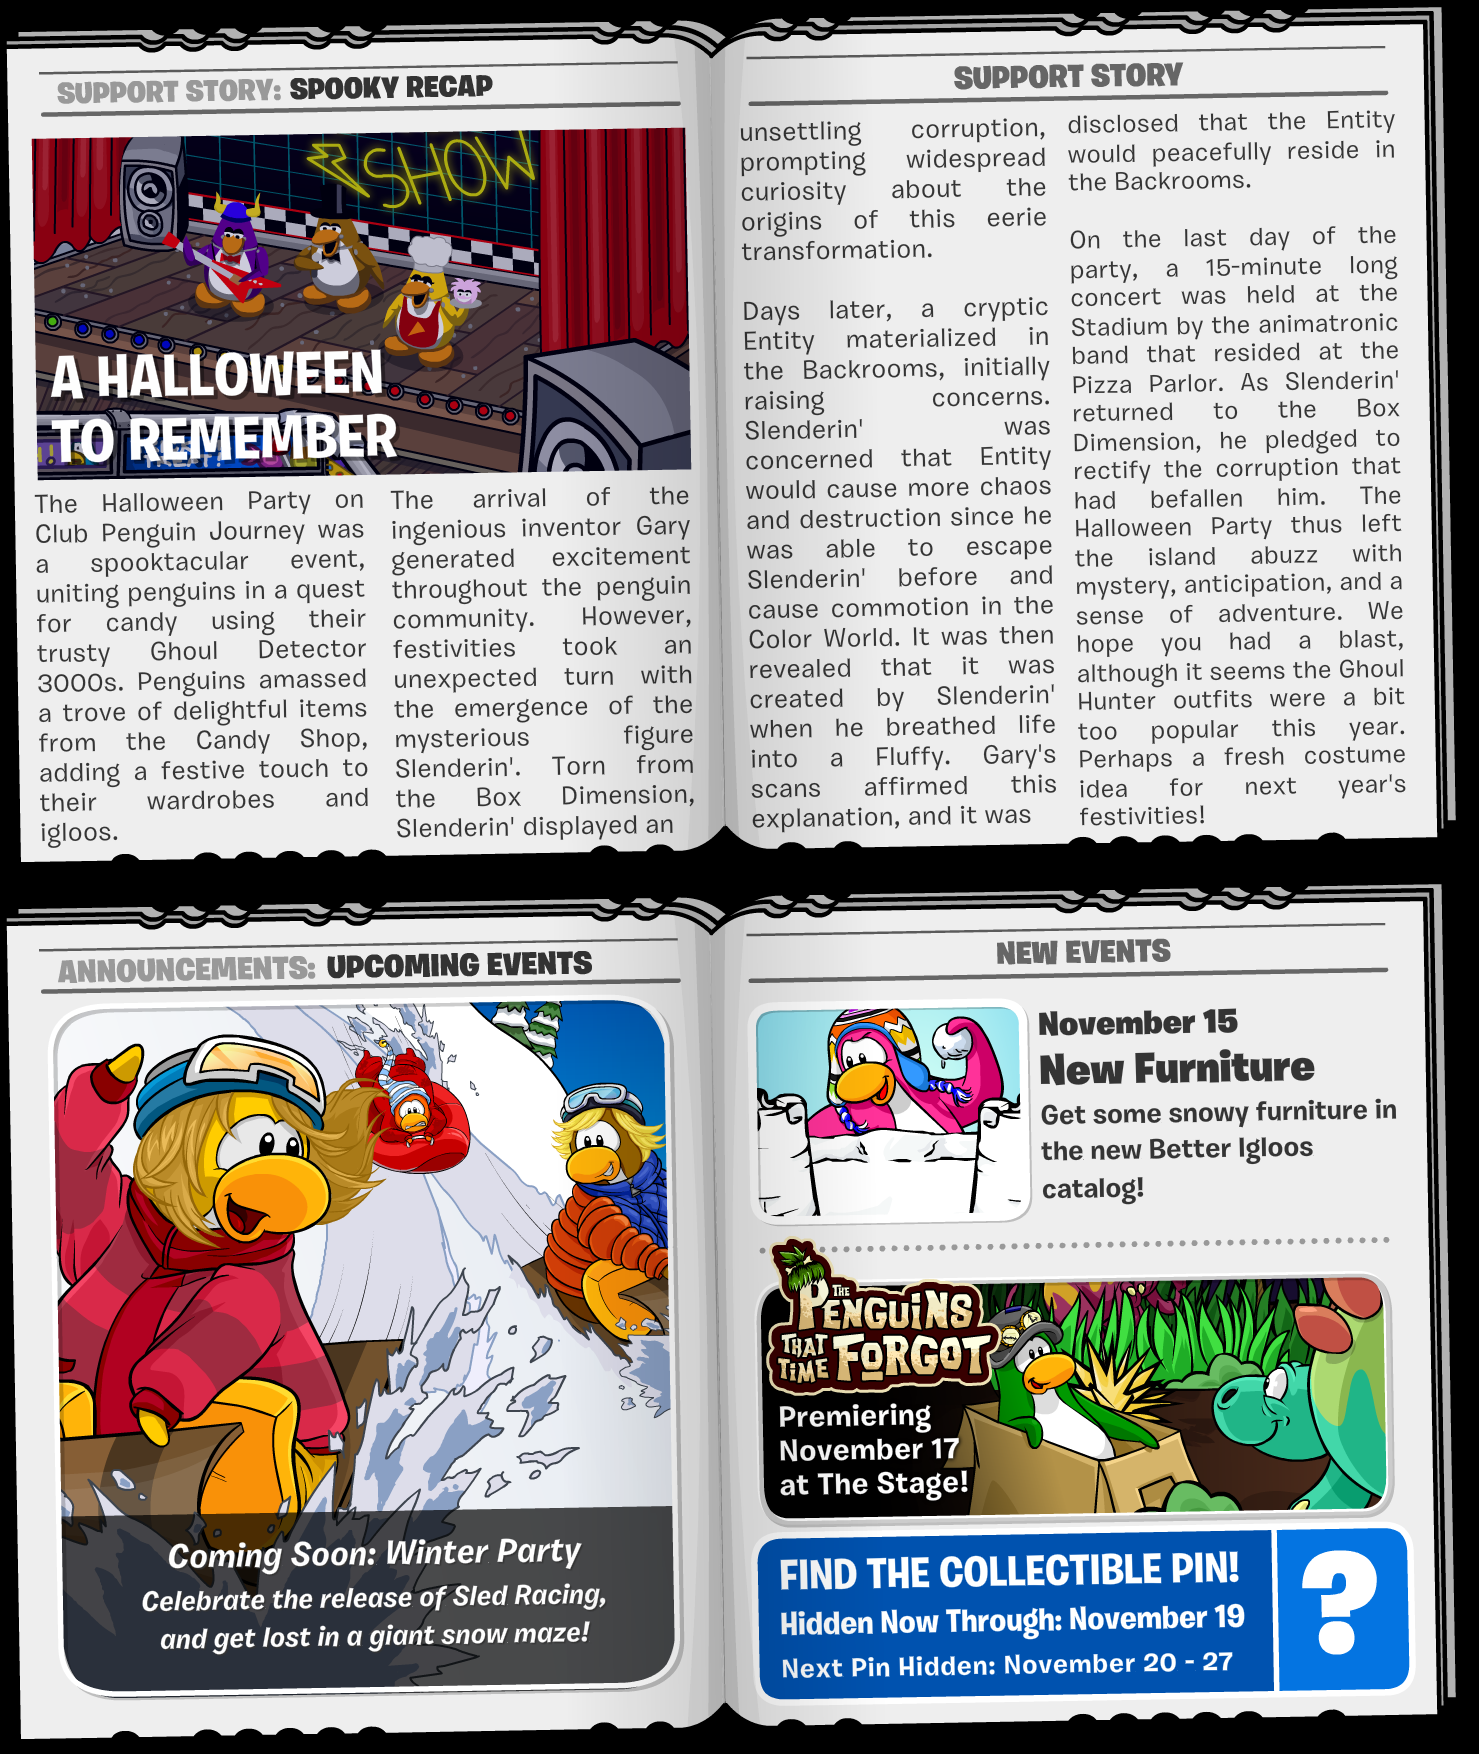 SUPPORT STORY: SPOOKY RECAP
SHOW
A HALLOWEEN
TO REMEMBER
The Halloween Party on
Club Penguin Journey was
a spooktacular event,
uniting penguins in a quest
for candy using their
trusty Ghoul Detector
3000s. Penguins amassed
a trove of delightful items
from the Candy Shop,
adding a festive touch to
their wardrobes and
igloos.
The arrival of the
ingenious inventor Gary
generated excitement
throughout the penguin
community. However,
festivities took an
unexpected turn with
the emergence of the
mysterious figure
Slenderin'. Torn from
the Box Dimension,
Slenderin' displayed an
SUPPORT STORY
unsettling corruption,
prompting widespread
curiosity about the
origins of this eerie
transformation.
Days later, a cryptic
Entity materialized in
the Backrooms, initially
raising concerns.
Slenderin' was
concerned that Entity
would cause more chaos
and destruction since he
was able to escape
Slenderin' before and
cause commotion in the
Color World. It was then
revealed that it was
created by Slenderin'
when he breathed life
into a Fluffy. Gary's
scans affirmed this
explanation, and it was
disclosed that the Entity
would peacefully reside in
the Backrooms.
On the last day of the
party, a 15-minute long
concert was held at the
Stadium by the animatronic
band that resided at the
Pizza Parlor. As Slenderin'
returned to the Box
Dimension, he pledged to
rectify the corruption that
had befallen him. The
Halloween Party thus left
the island abuzz with
mystery, anticipation, and a
sense of adventure. We
hope you had a blast,
although it seems the Ghoul
Hunter outfits were a bit
too popular this year.
Perhaps a fresh costume
idea for next year's
festivities!
ANNOUNCEMENTS: UPCOMING EVENTS
Coming Soon: Winter Party
Celebrate the release of Sled Racing,
and get lost in a giant snow maze!
NEW EVENTS
November 15
New Furniture
Get some snowy furniture in
the new Better Igloos
catalog!
THE
PENGUINS
THAT
TIME
FORGOT
Premiering
November 17
at The Stage!
FIND THE COLLECTIBLE PIN!
Hidden Now Through: November 19
Next Pin Hidden: November 20 - 27
?